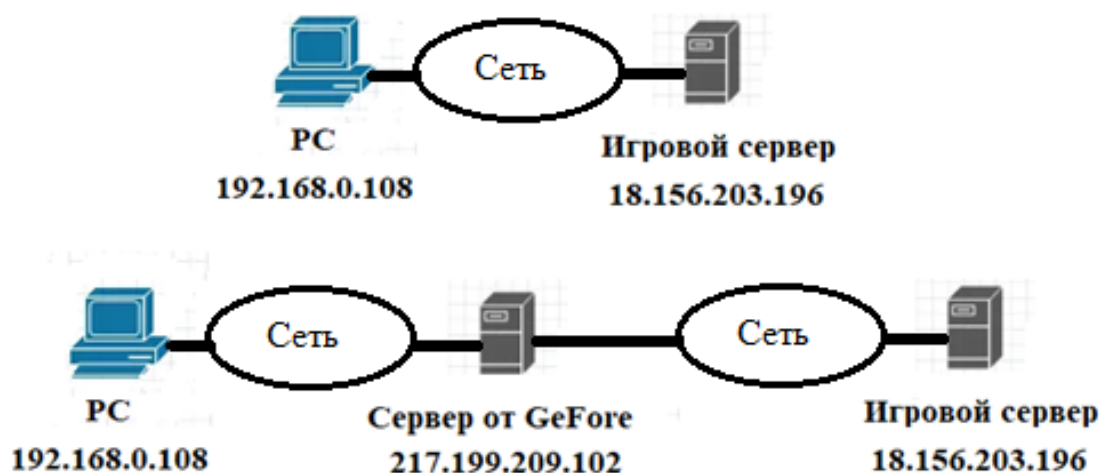 Сеть
PC
Игровой сервер
192.168.0.108
18.156.203.196
Сеть
Сеть
PC
Сервер от GeFore
Игровой сервер
192.168.0.108
217.199.209.102
18.156.203.196